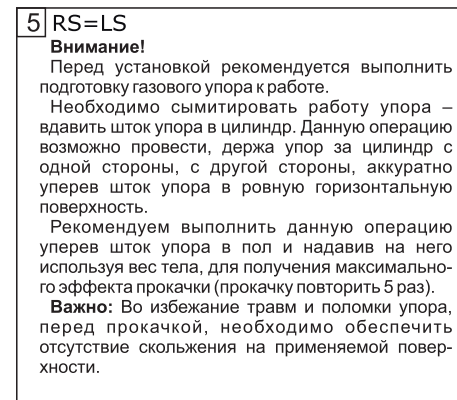 5 RS=LS
Внимание!
Перед установкой рекомендуется выполнить
подготовку газового упора к работе.
Необходимо сымитировать работу упора –
вдавить шток упора в цилиндр. Данную операцию
возможно провести, держа упор за цилиндр с
одной стороны, с другой стороны, аккуратно
уперев шток упора в ровную горизонтальную
поверхность.
Рекомендуем выполнить данную операцию
уперев шток упора в пол и надавив на него
используя вес тела, для получения максимально-
го эффекта прокачки (прокачку повторить 5 раз).
Важно: Во избежание травм и поломки упора,
перед прокачкой, необходимо обеспечить
отсутствие скольжения на применяемой повер-
хности.